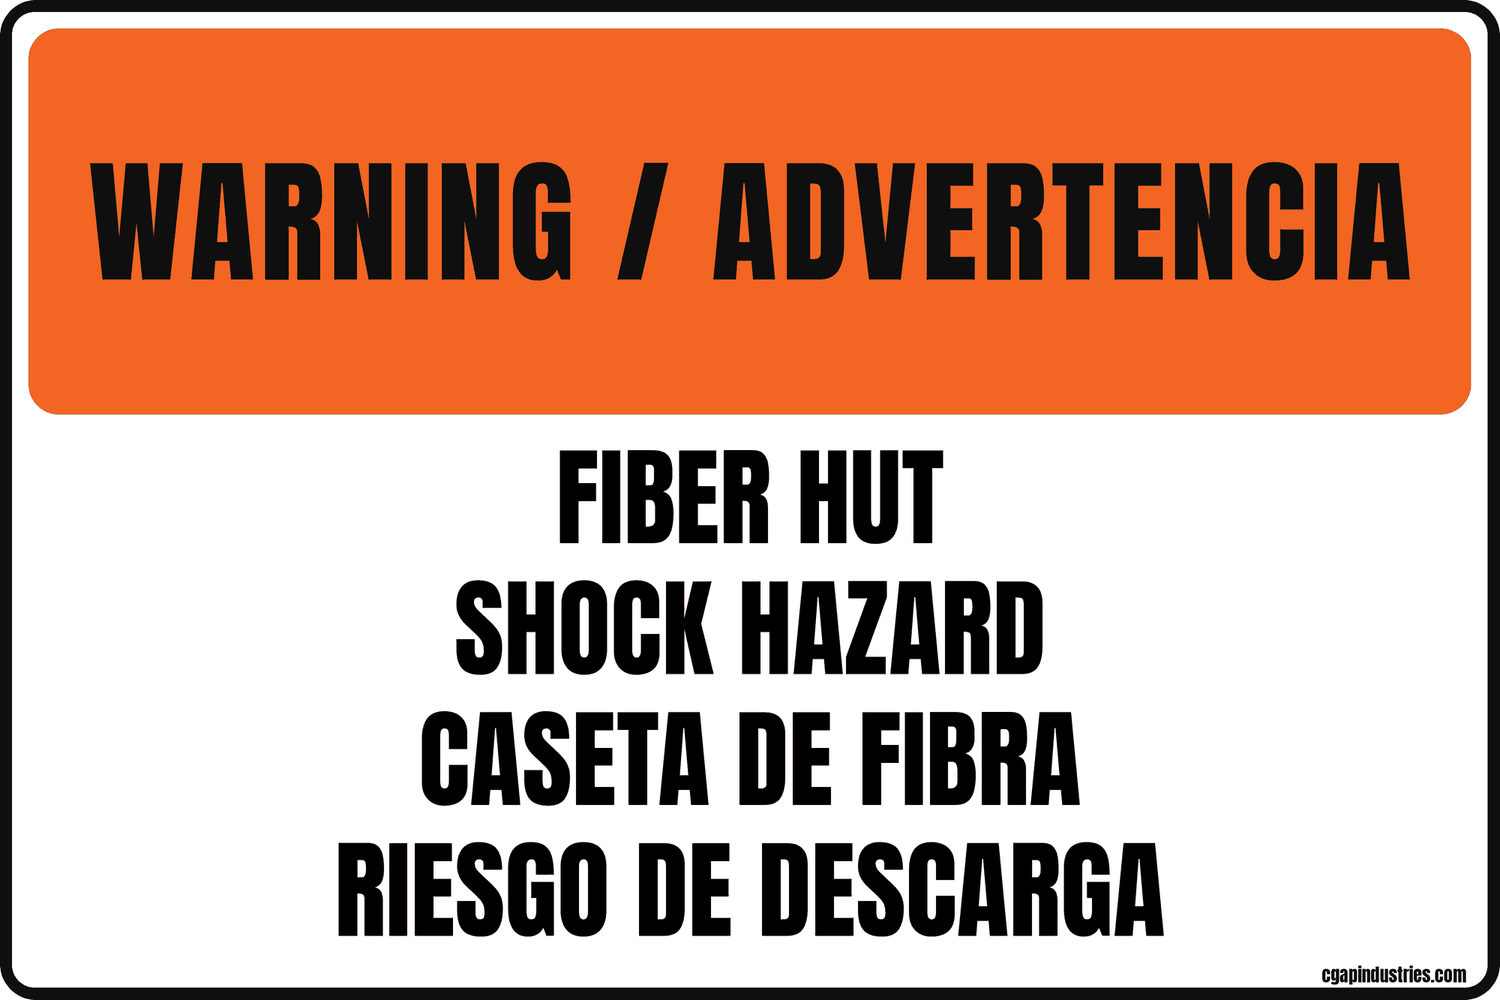 WARNING / ADVERTENCIA
FIBER HUT
SHOCK HAZARD
CASETA DE FIBRA
RIESGO DE DESCARGA
cgapindustries.com